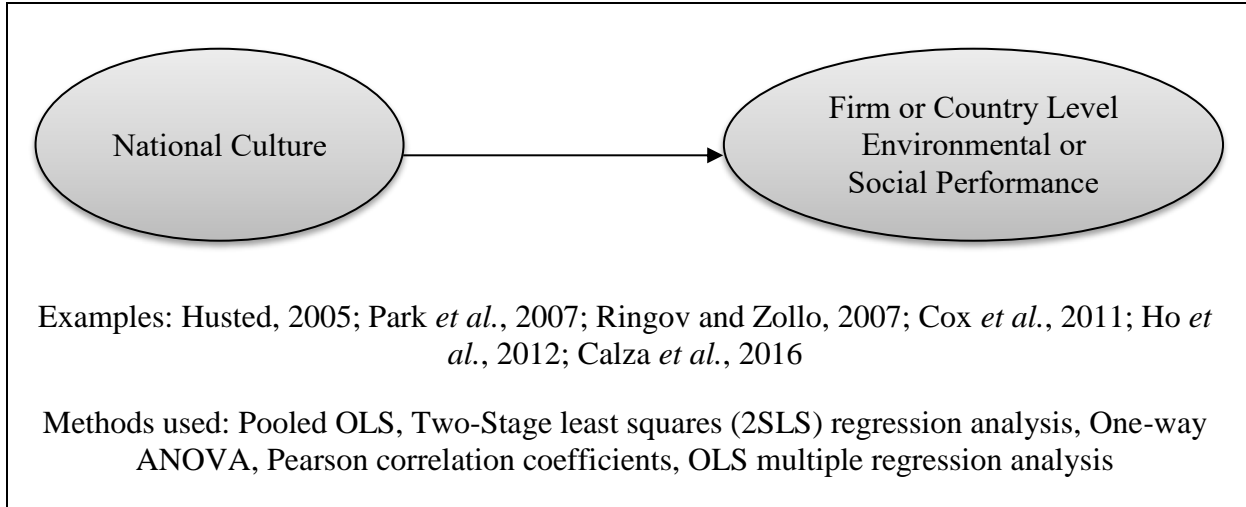 National Culture
Firm or Country Level
Environmental or
Social Performance
Examples: Husted, 2005; Park et al., 2007; Ringov and Zollo, 2007; Cox et al., 2011; Ho et
al., 2012; Calza et al., 2016
Methods used: Pooled OLS, Two-Stage least squares (2SLS) regression analysis, One-way
ANOVA, Pearson correlation coefficients, OLS multiple regression analysis